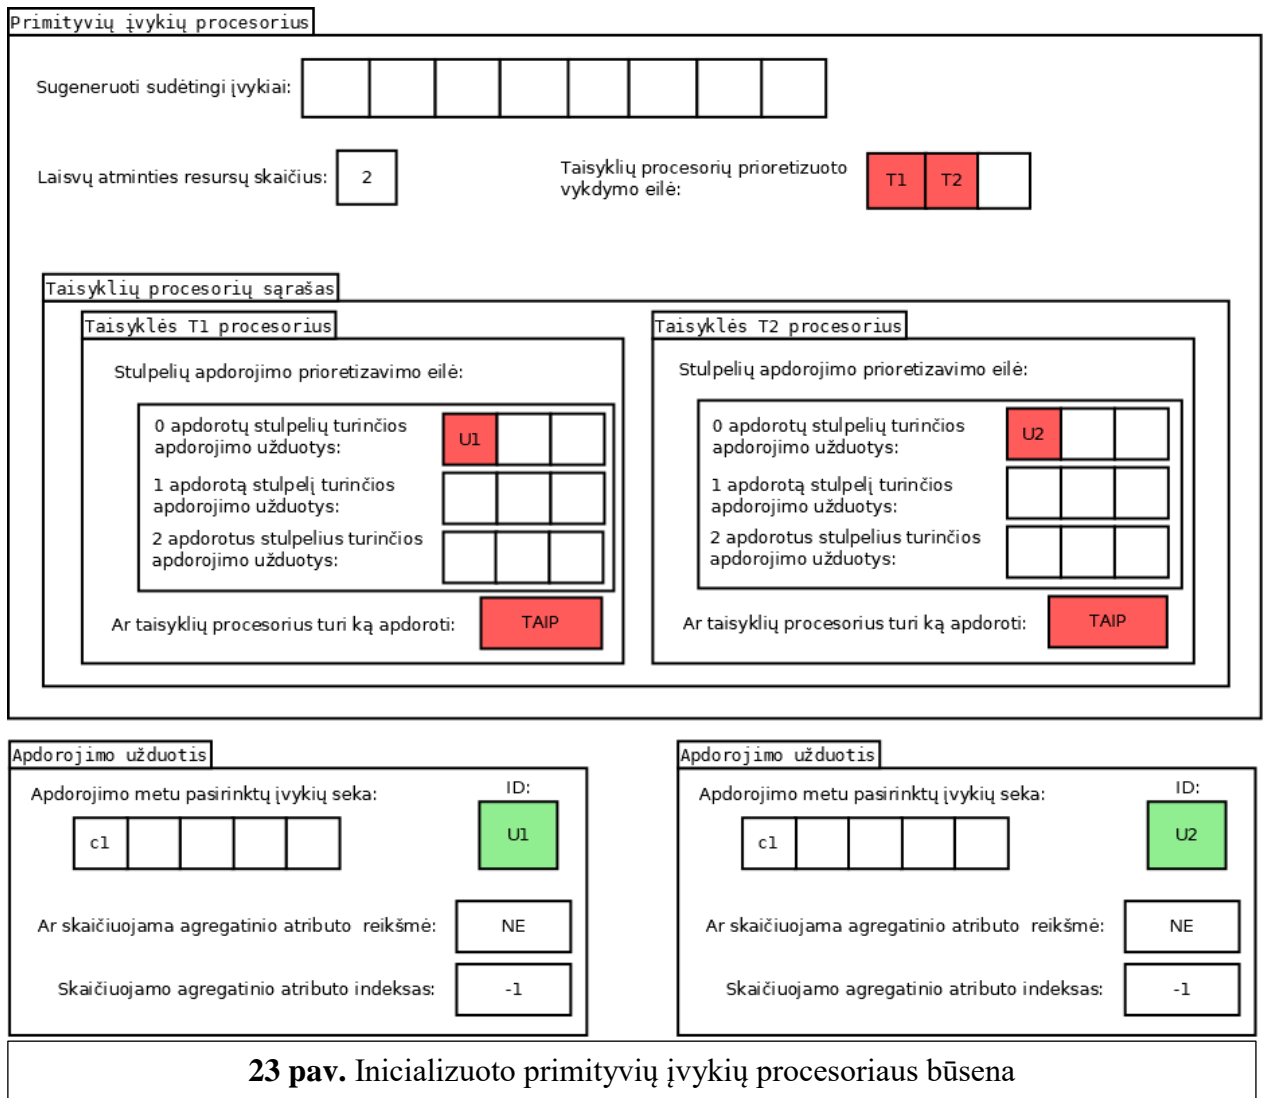 Primityvių įvykių procesorius
Sugeneruoti sudėtingi įvykiai:
Laisvų atminties resursų skaičius:
2
Taisyklių procesorių prioretizuoto
vykdymo eilė:
T1
T2
Taisyklių procesorių sąrašas
Taisyklės T1 procesorius
Stulpelių apdorojimo prioretizavimo eilė:
0 apdorotų stulpelių turinčios
apdorojimo užduotys:
U1
1 apdorotą stulpelį turinčios
apdorojimo užduotys:
2 apdorotus stulpelius turinčios
apdorojimo užduotys:
Ar taisyklių procesorius turi ką apdoroti:
TAIP
Taisyklės T2 procesorius
Stulpelių apdorojimo prioretizavimo eilė:
0 apdorotų stulpelių turinčios
apdorojimo užduotys:
U2
1 apdorotą stulpelį turinčios
apdorojimo užduotys:
2 apdorotus stulpelius turinčios
apdorojimo užduotys:
Ar taisyklių procesorius turi ką apdoroti:
TAIP
Apdorojimo užduotis
Apdorojimo metu pasirinktų įvykių seka:
c1
ID:
U1
Ar skaičiuojama agregatinio atributo reikšmė:
NE
Skaičiuojamo agregatinio atributo indeksas:
-1
Apdorojimo užduotis
Apdorojimo metu pasirinktų įvykių seka:
c1
ID:
U2
Ar skaičiuojama agregatinio atributo reikšmė:
NE
Skaičiuojamo agregatinio atributo indeksas:
-1
23 pav. Inicializuoto primityvių įvykių procesoriaus būsena